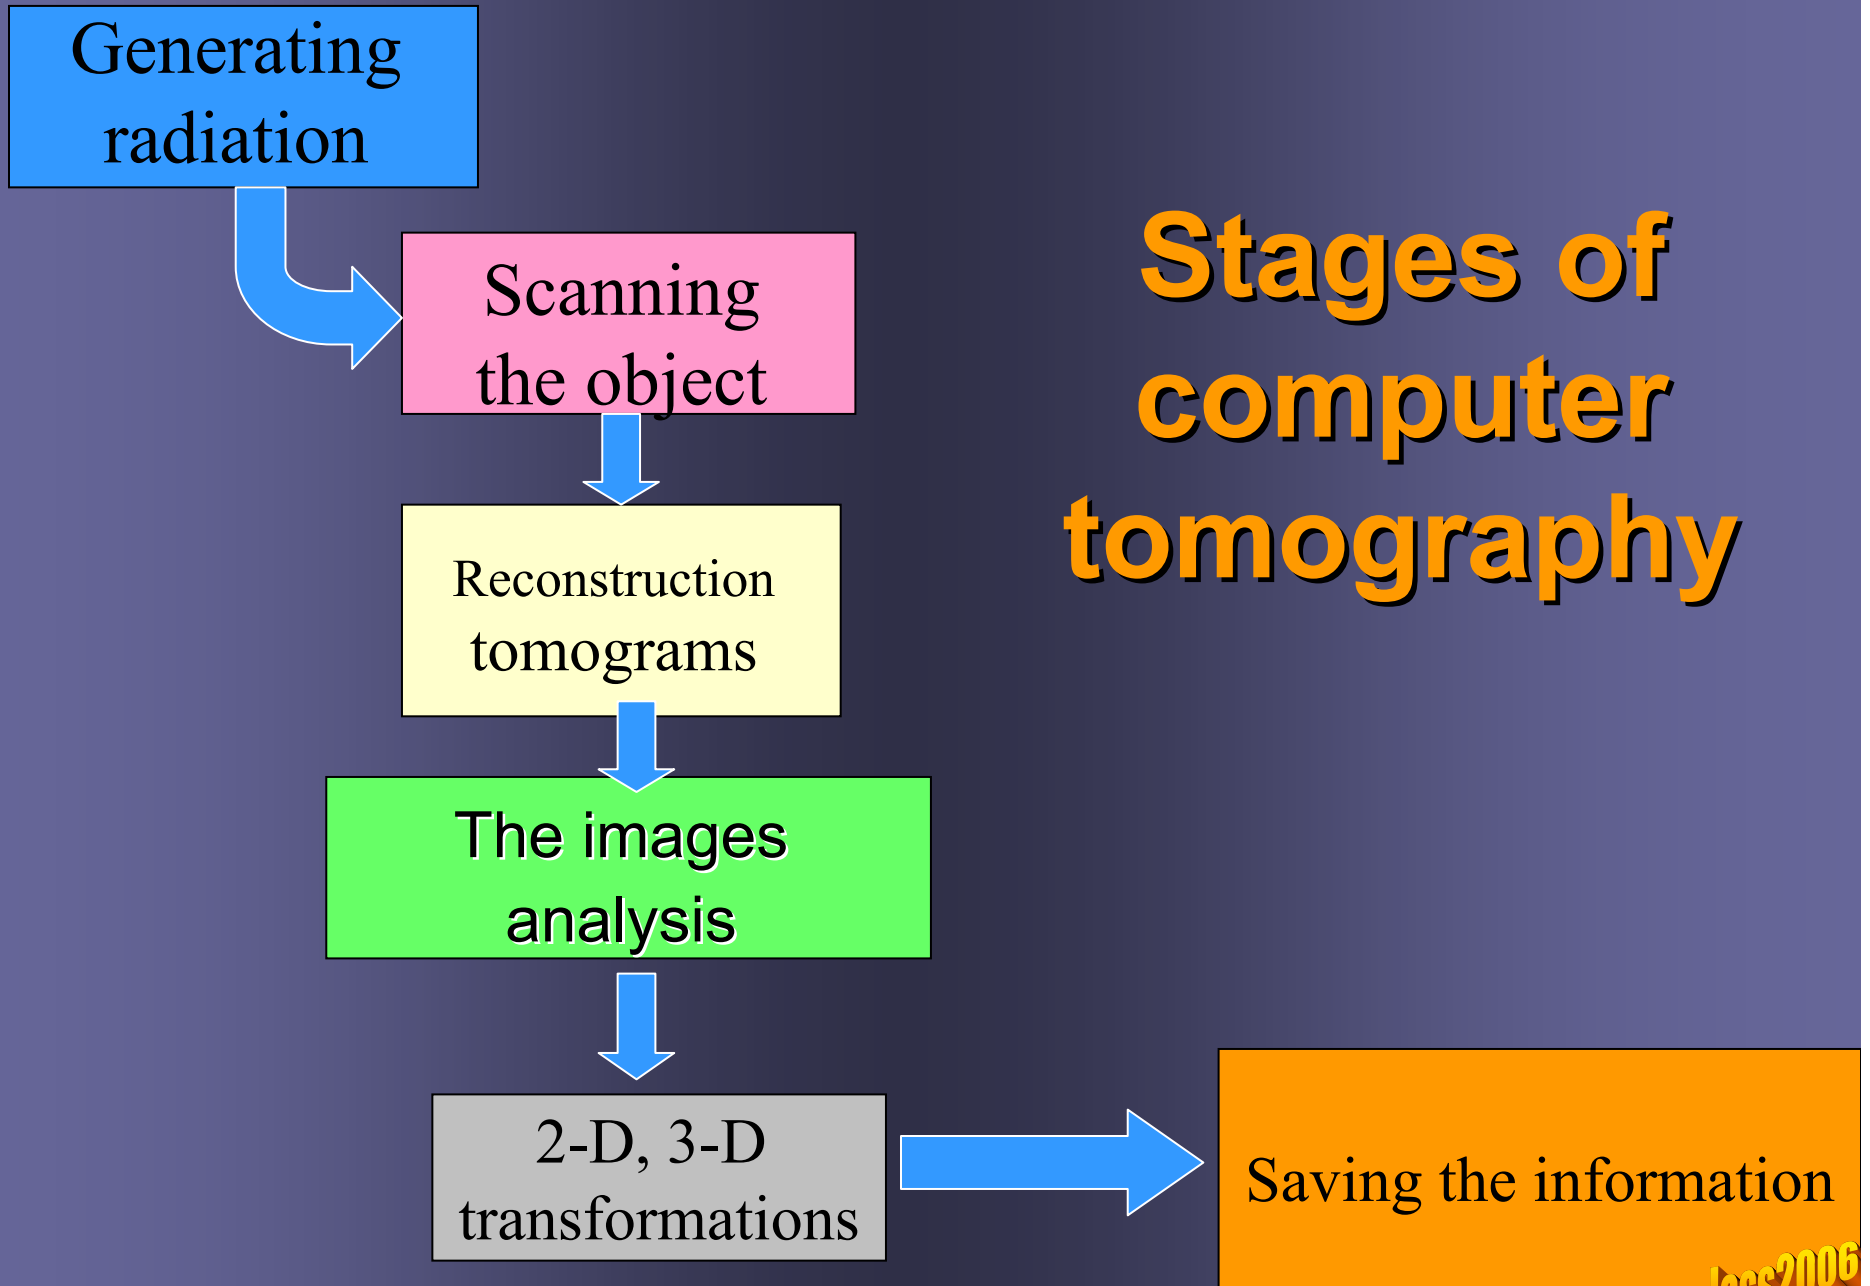 Generating
radiation
Scanning
the object
Stages of
computer
tomography
Reconstruction
tomograms
The images
analysis
2-D, 3-D
transformations
Saving the information